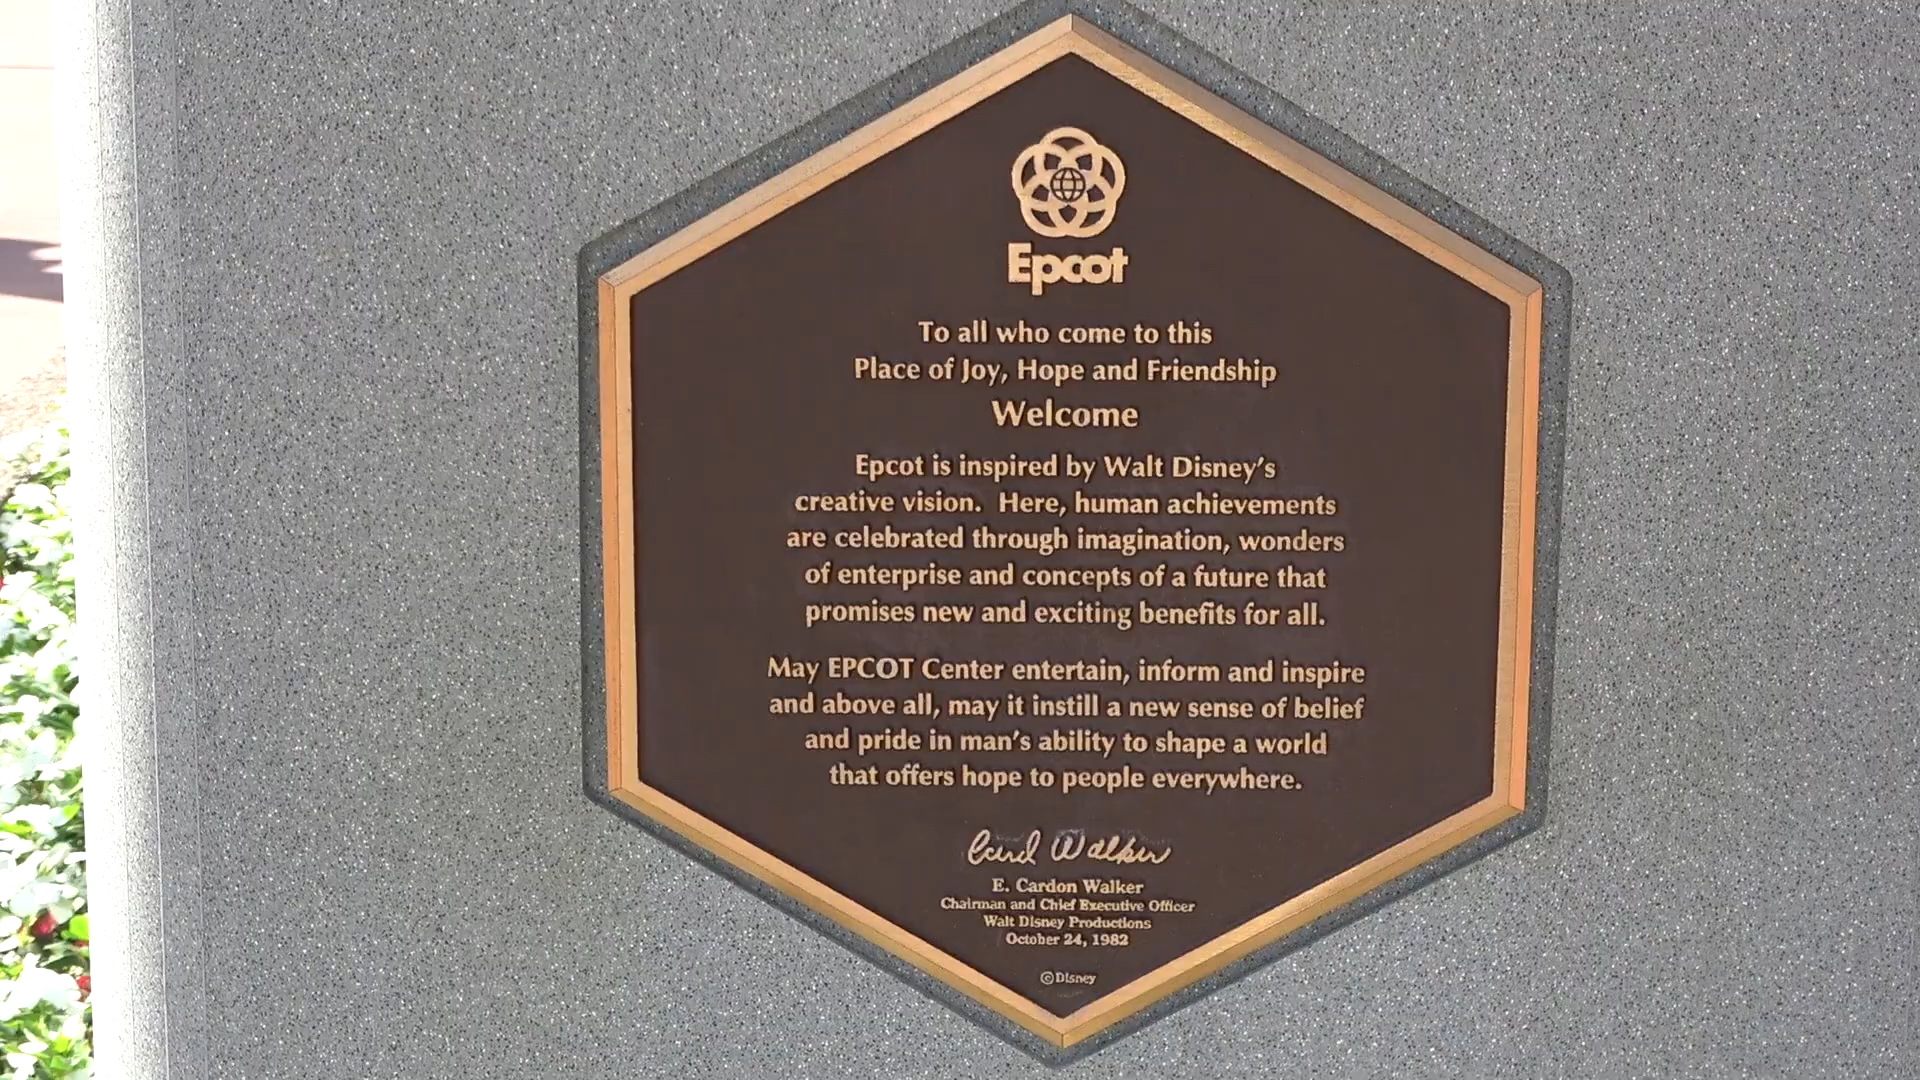 Epcot
To all who come to this
Place of Joy, Hope and Friendship
Welcome
Epcot is inspired by Walt Disney's
creative vision. Here, human achievements
are celebrated through imagination, wonders
of enterprise and concepts of a future that
promises new and exciting benefits for all.
May EPCOT Center entertain, inform and inspire
and above all, may it instill a new sense of belief
and pride in man's ability to shape a world
that offers hope to people everywhere.
Card Walker
E. Cardon Walker
Chairman and Chief Executive Officer
Walt Disney Productions
October 24, 1982
©Disney